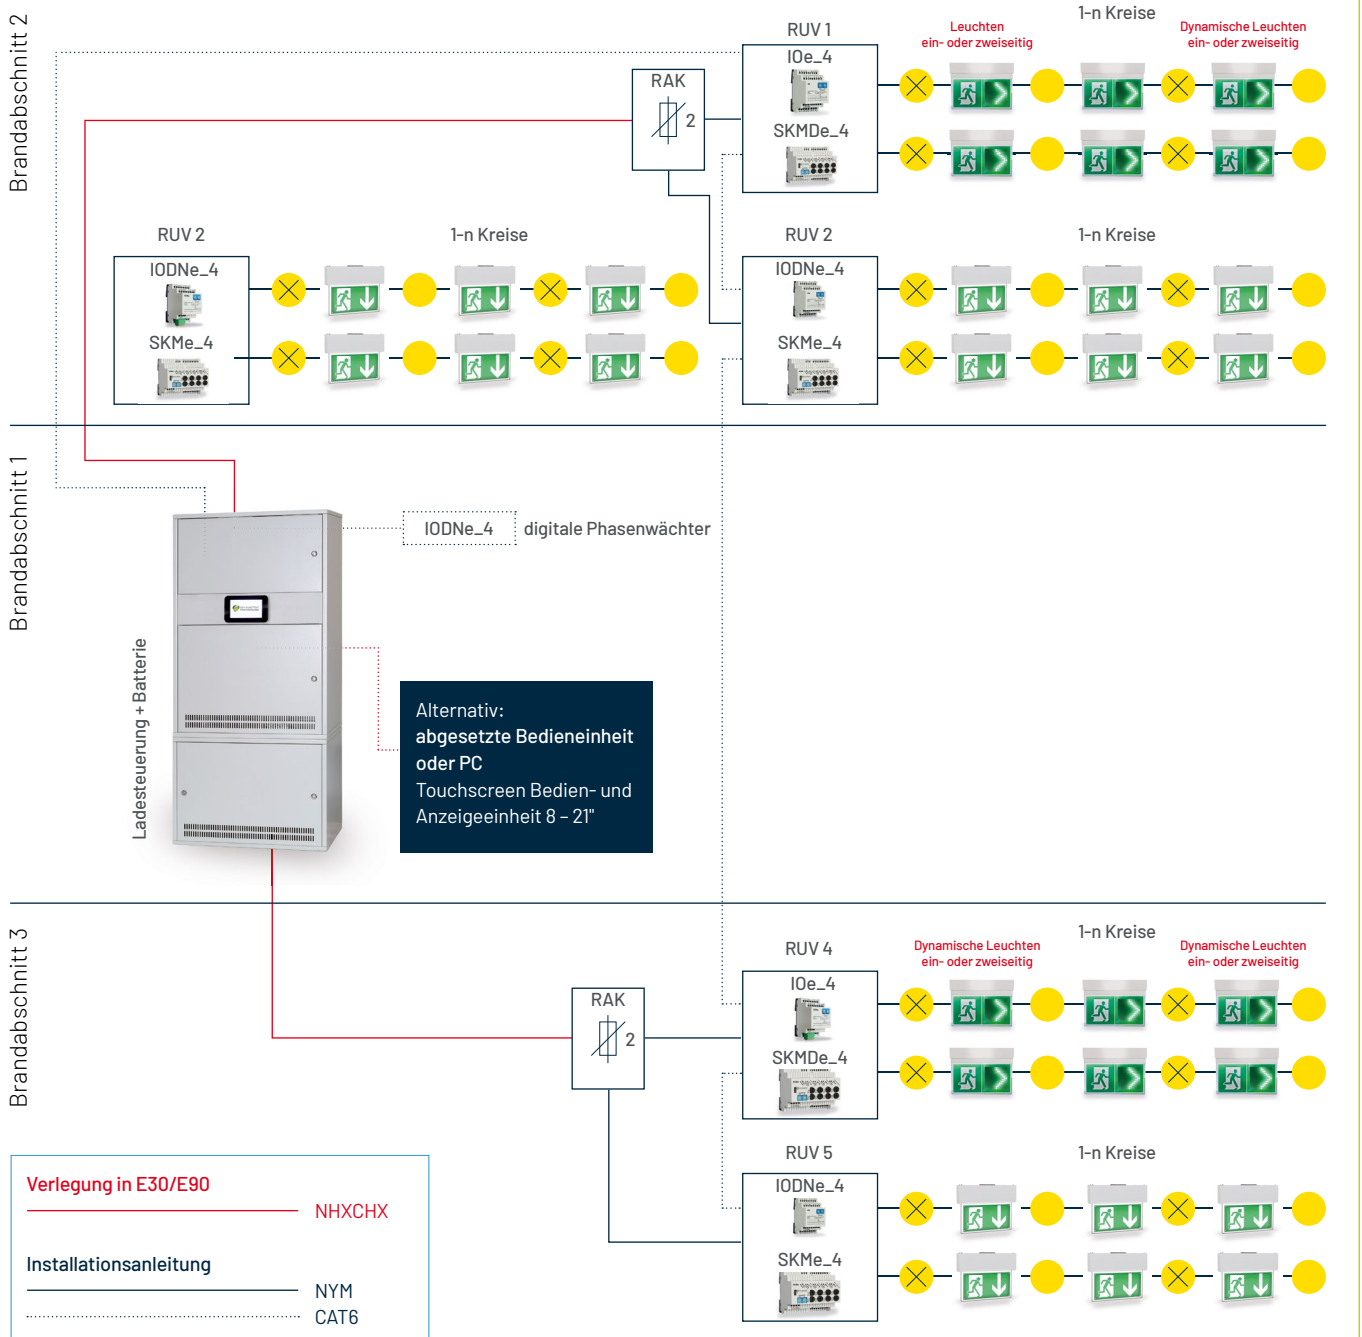 Brandabschnitt 2
1-n Kreise
RUV 1
Leuchten
ein- oder zweiseitig
Dynamische Leuchten
ein- oder zweiseitig
IOe_4
RAK
2
SKMDe_4
RUV 2
1-n Kreise
IODNe_4
SKMe_4
RUV 2
1-n Kreise
IODNe_4
SKMe_4
Brandabschnitt 1
IODNe_4
digitale Phasenwächter
Ladesteuerung + Batterie
Alternativ:
abgesetzte Bedieneinheit
oder PC
Touchscreen Bedien- und
Anzeigeeinheit 8 – 21"
Brandabschnitt 3
1-n Kreise
RUV 4
Dynamische Leuchten
ein- oder zweiseitig
Dynamische Leuchten
ein- oder zweiseitig
IOe_4
RAK
2
SKMDe_4
RUV 5
1-n Kreise
IODNe_4
SKMe_4
Verlegung in E30/E90
NHXCHX
Installationsanleitung
NYM
CAT6